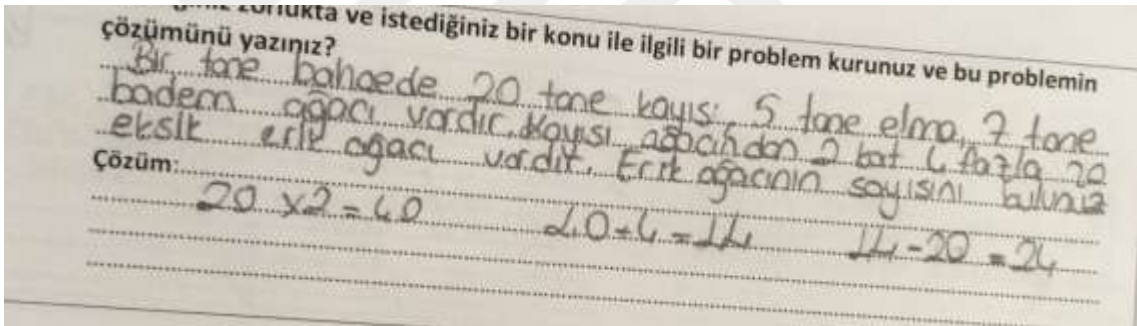 zorlukta ve istediğiniz bir konu ile ilgili bir problem kurunuz ve bu problemin
çözümünü yazınız?
Bir tane bahçede 20 tane kayısı, 5 tane elma, 7 tane
badem ağacı vardır. Kayısı ağacından 2 kat 4 fazla 20
eksik erik ağacı vardır. Erik ağacının sayısını bulunuz
Çözüm:
20 x2 = 40 40+4=44 44-20=24